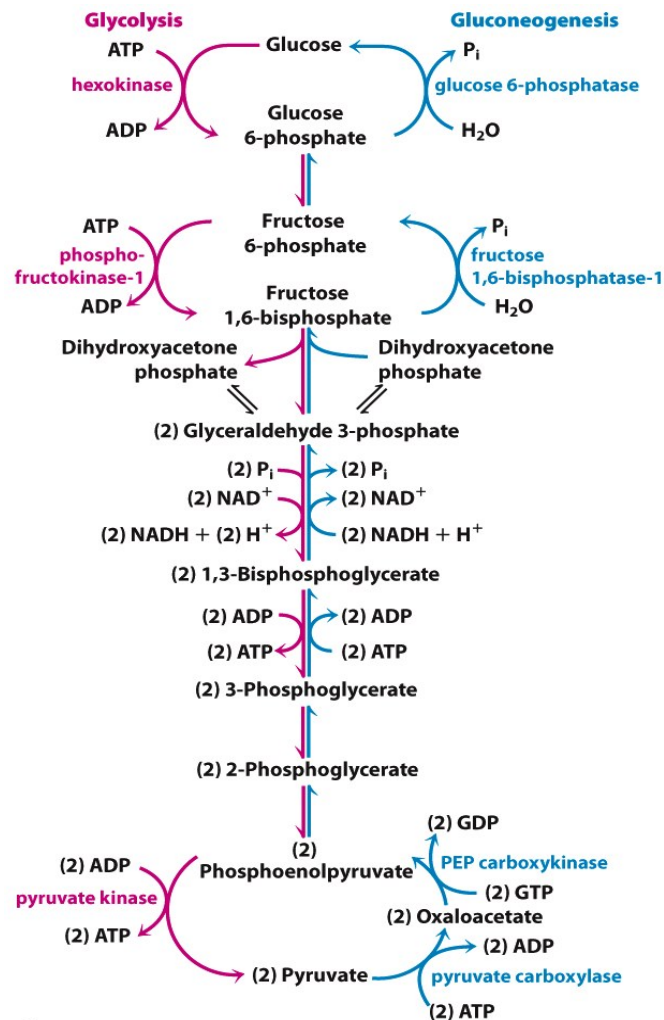 Glycolysis
Gluconeogenesis
ATP
Glucose
Pi
hexokinase
glucose 6-phosphatase
ADP
Glucose
6-phosphate
H2O
ATP
Fructose
6-phosphate
Pi
phospho-
fructokinase-1
fructose
1,6-bisphosphatase-1
ADP
Fructose
1,6-bisphosphate
H2O
Dihydroxyacetone
phosphate
Dihydroxyacetone
phosphate
(2) Glyceraldehyde 3-phosphate
(2) Pi
(2) Pi
(2) NAD+
(2) NAD+
(2) NADH + (2) H+
(2) NADH + H+
(2) 1,3-Bisphosphoglycerate
(2) ADP
(2) ADP
(2) ATP
(2) ATP
(2) 3-Phosphoglycerate
(2) 2-Phosphoglycerate
(2)
Phosphoenolpyruvate
(2) GDP
(2) ADP
PEP carboxykinase
pyruvate kinase
(2) GTP
(2) ATP
(2) Oxaloacetate
(2) ADP
(2) Pyruvate
pyruvate carboxylase
(2) ATP